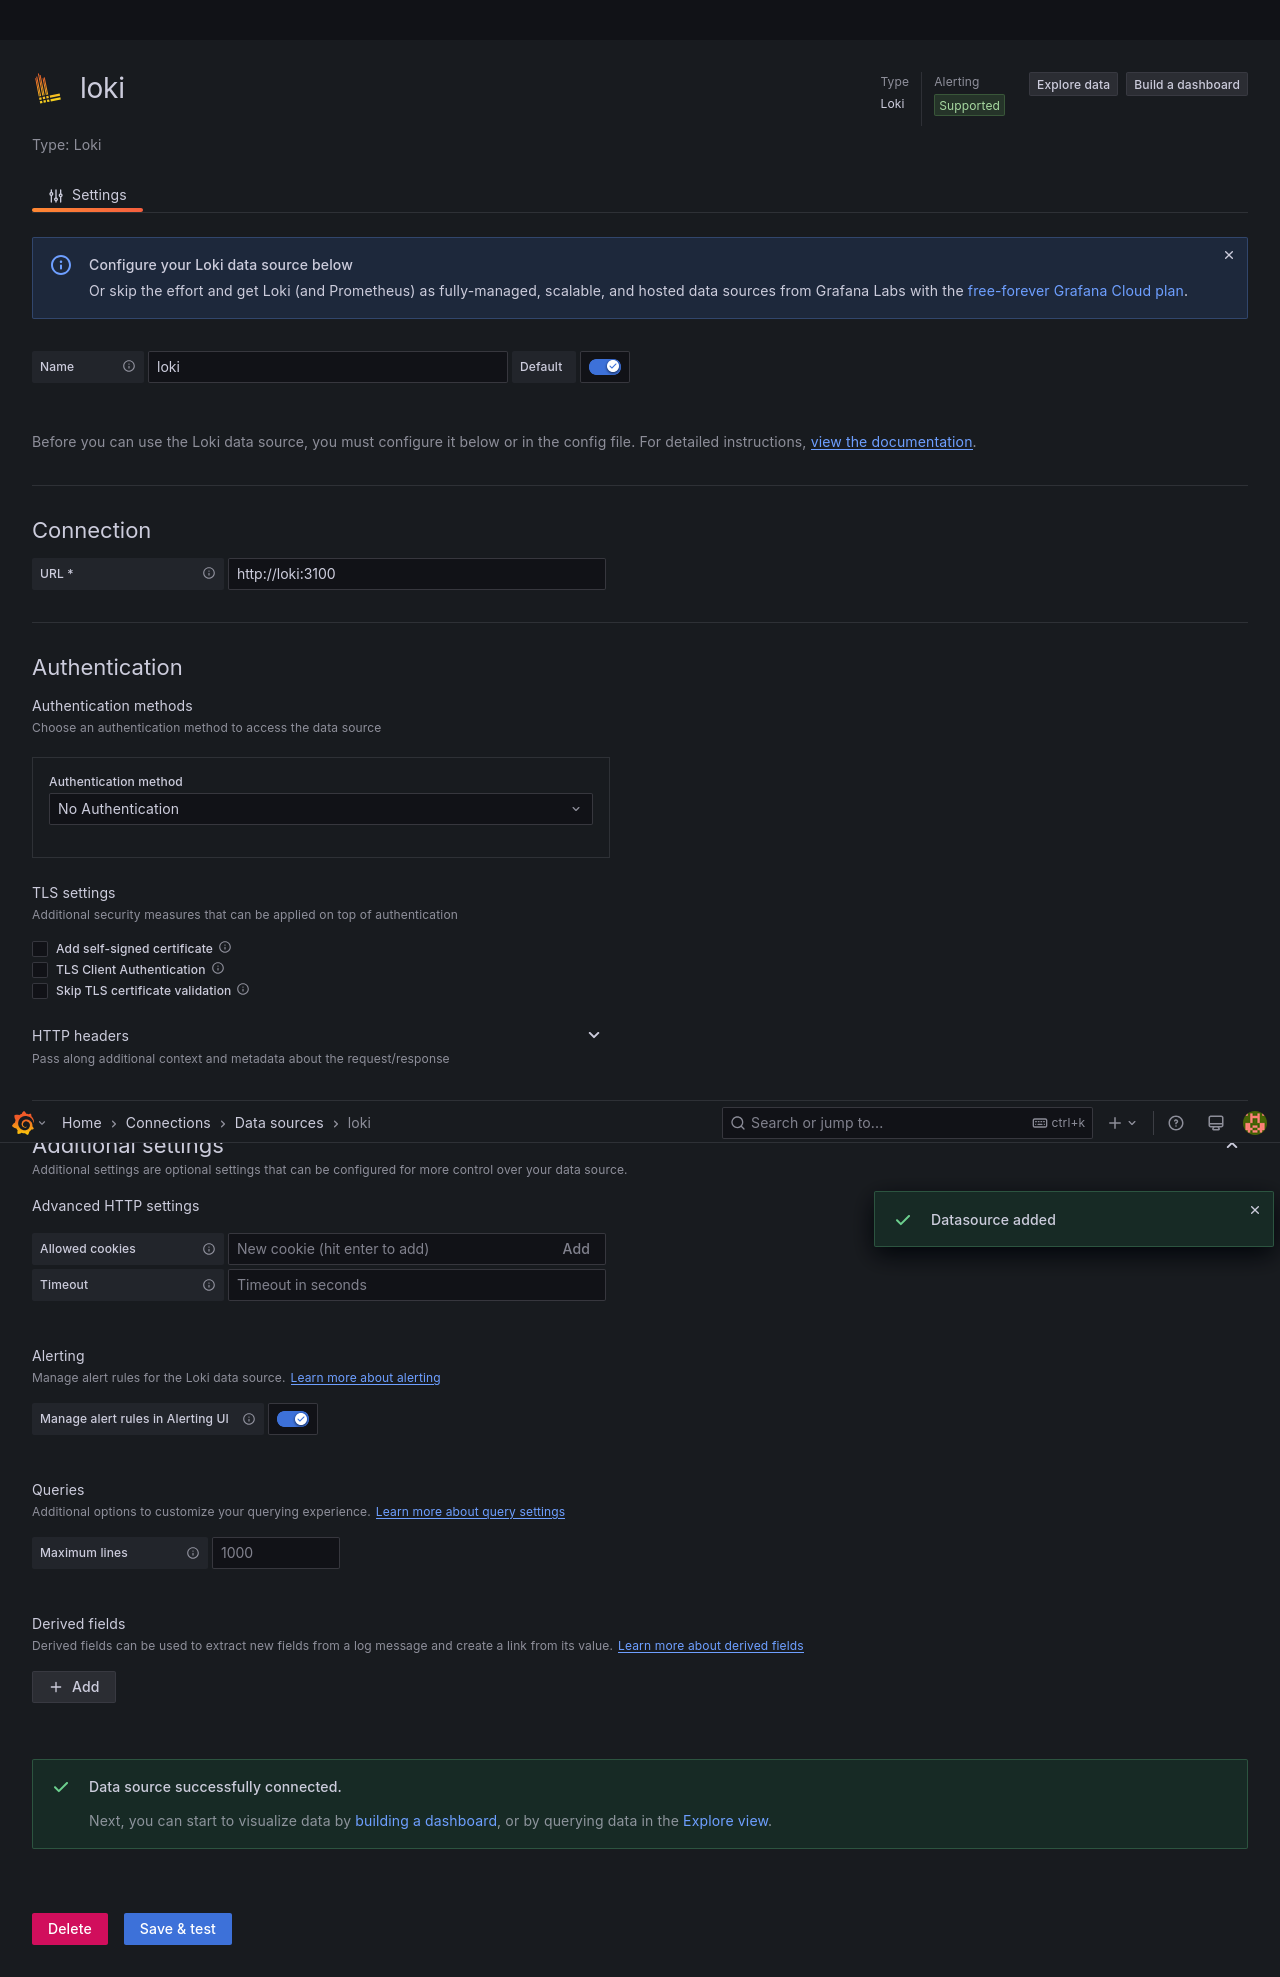 loki
Type
Loki
Alerting
Supported
Explore data
Build a dashboard
Type: Loki
Settings
Configure your Loki data source below
Or skip the effort and get Loki (and Prometheus) as fully-managed, scalable, and hosted data sources from Grafana Labs with the free-forever Grafana Cloud plan.
Name
loki
Default
Before you can use the Loki data source, you must configure it below or in the config file. For detailed instructions, view the documentation.
Connection
URL *
http://loki:3100
Authentication
Authentication methods
Choose an authentication method to access the data source
Authentication method
No Authentication
TLS settings
Additional security measures that can be applied on top of authentication
Add self-signed certificate
TLS Client Authentication
Skip TLS certificate validation
HTTP headers
Pass along additional context and metadata about the request/response
Home › Connections › Data sources › loki
Search or jump to...
ctrl+k
Additional settings
Additional settings are optional settings that can be configured for more control over your data source.
Advanced HTTP settings
Datasource added
Allowed cookies
New cookie (hit enter to add)
Add
Timeout
Timeout in seconds
Alerting
Manage alert rules for the Loki data source. Learn more about alerting
Manage alert rules in Alerting UI
Queries
Additional options to customize your querying experience. Learn more about query settings
Maximum lines
1000
Derived fields
Derived fields can be used to extract new fields from a log message and create a link from its value. Learn more about derived fields
Add
Data source successfully connected.
Next, you can start to visualize data by building a dashboard, or by querying data in the Explore view.
Delete
Save & test